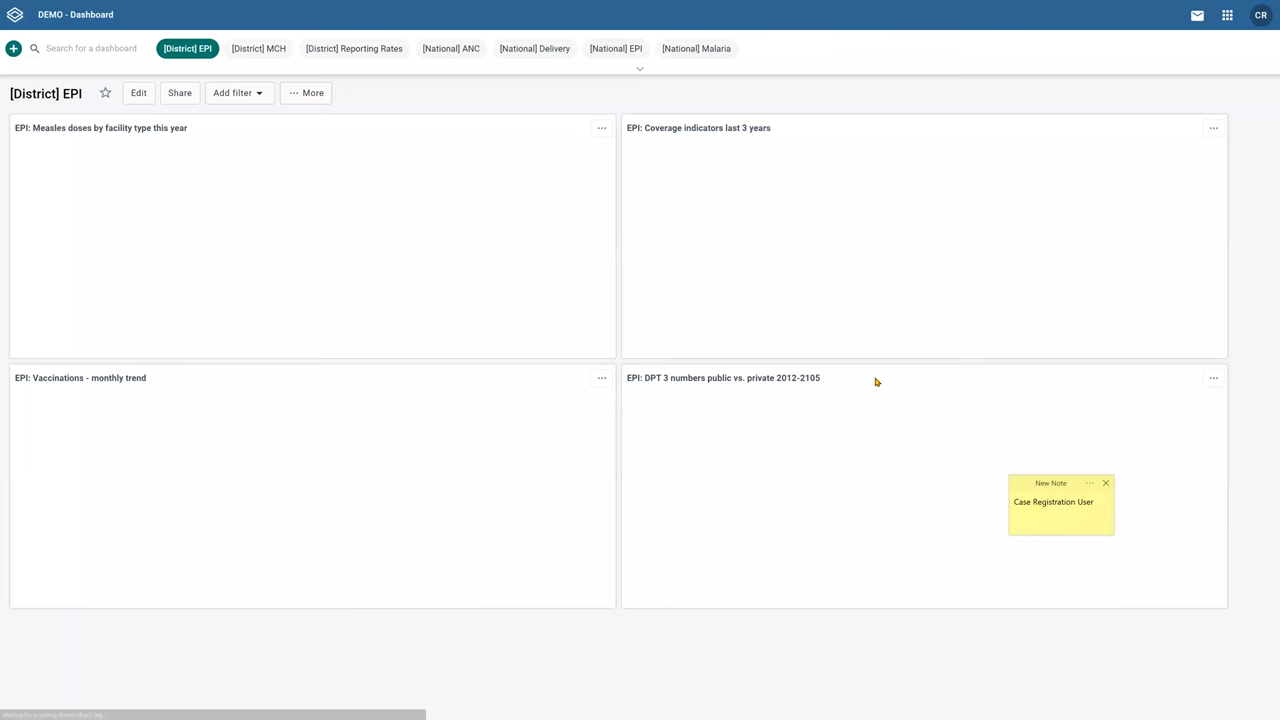 DEMO - Dashboard
CR
Search for a dashboard
[District] EPI
[District] MCH
[District] Reporting Rates
[National] ANC
[National] Delivery
[National] EPI
[National] Malaria
[District] EPI
Edit
Share
Add filter
More
EPI: Measles doses by facility type this year
EPI: Coverage indicators last 3 years
EPI: Vaccinations - monthly trend
EPI: DPT 3 numbers public vs. private 2012-2105
New Note
Case Registration User